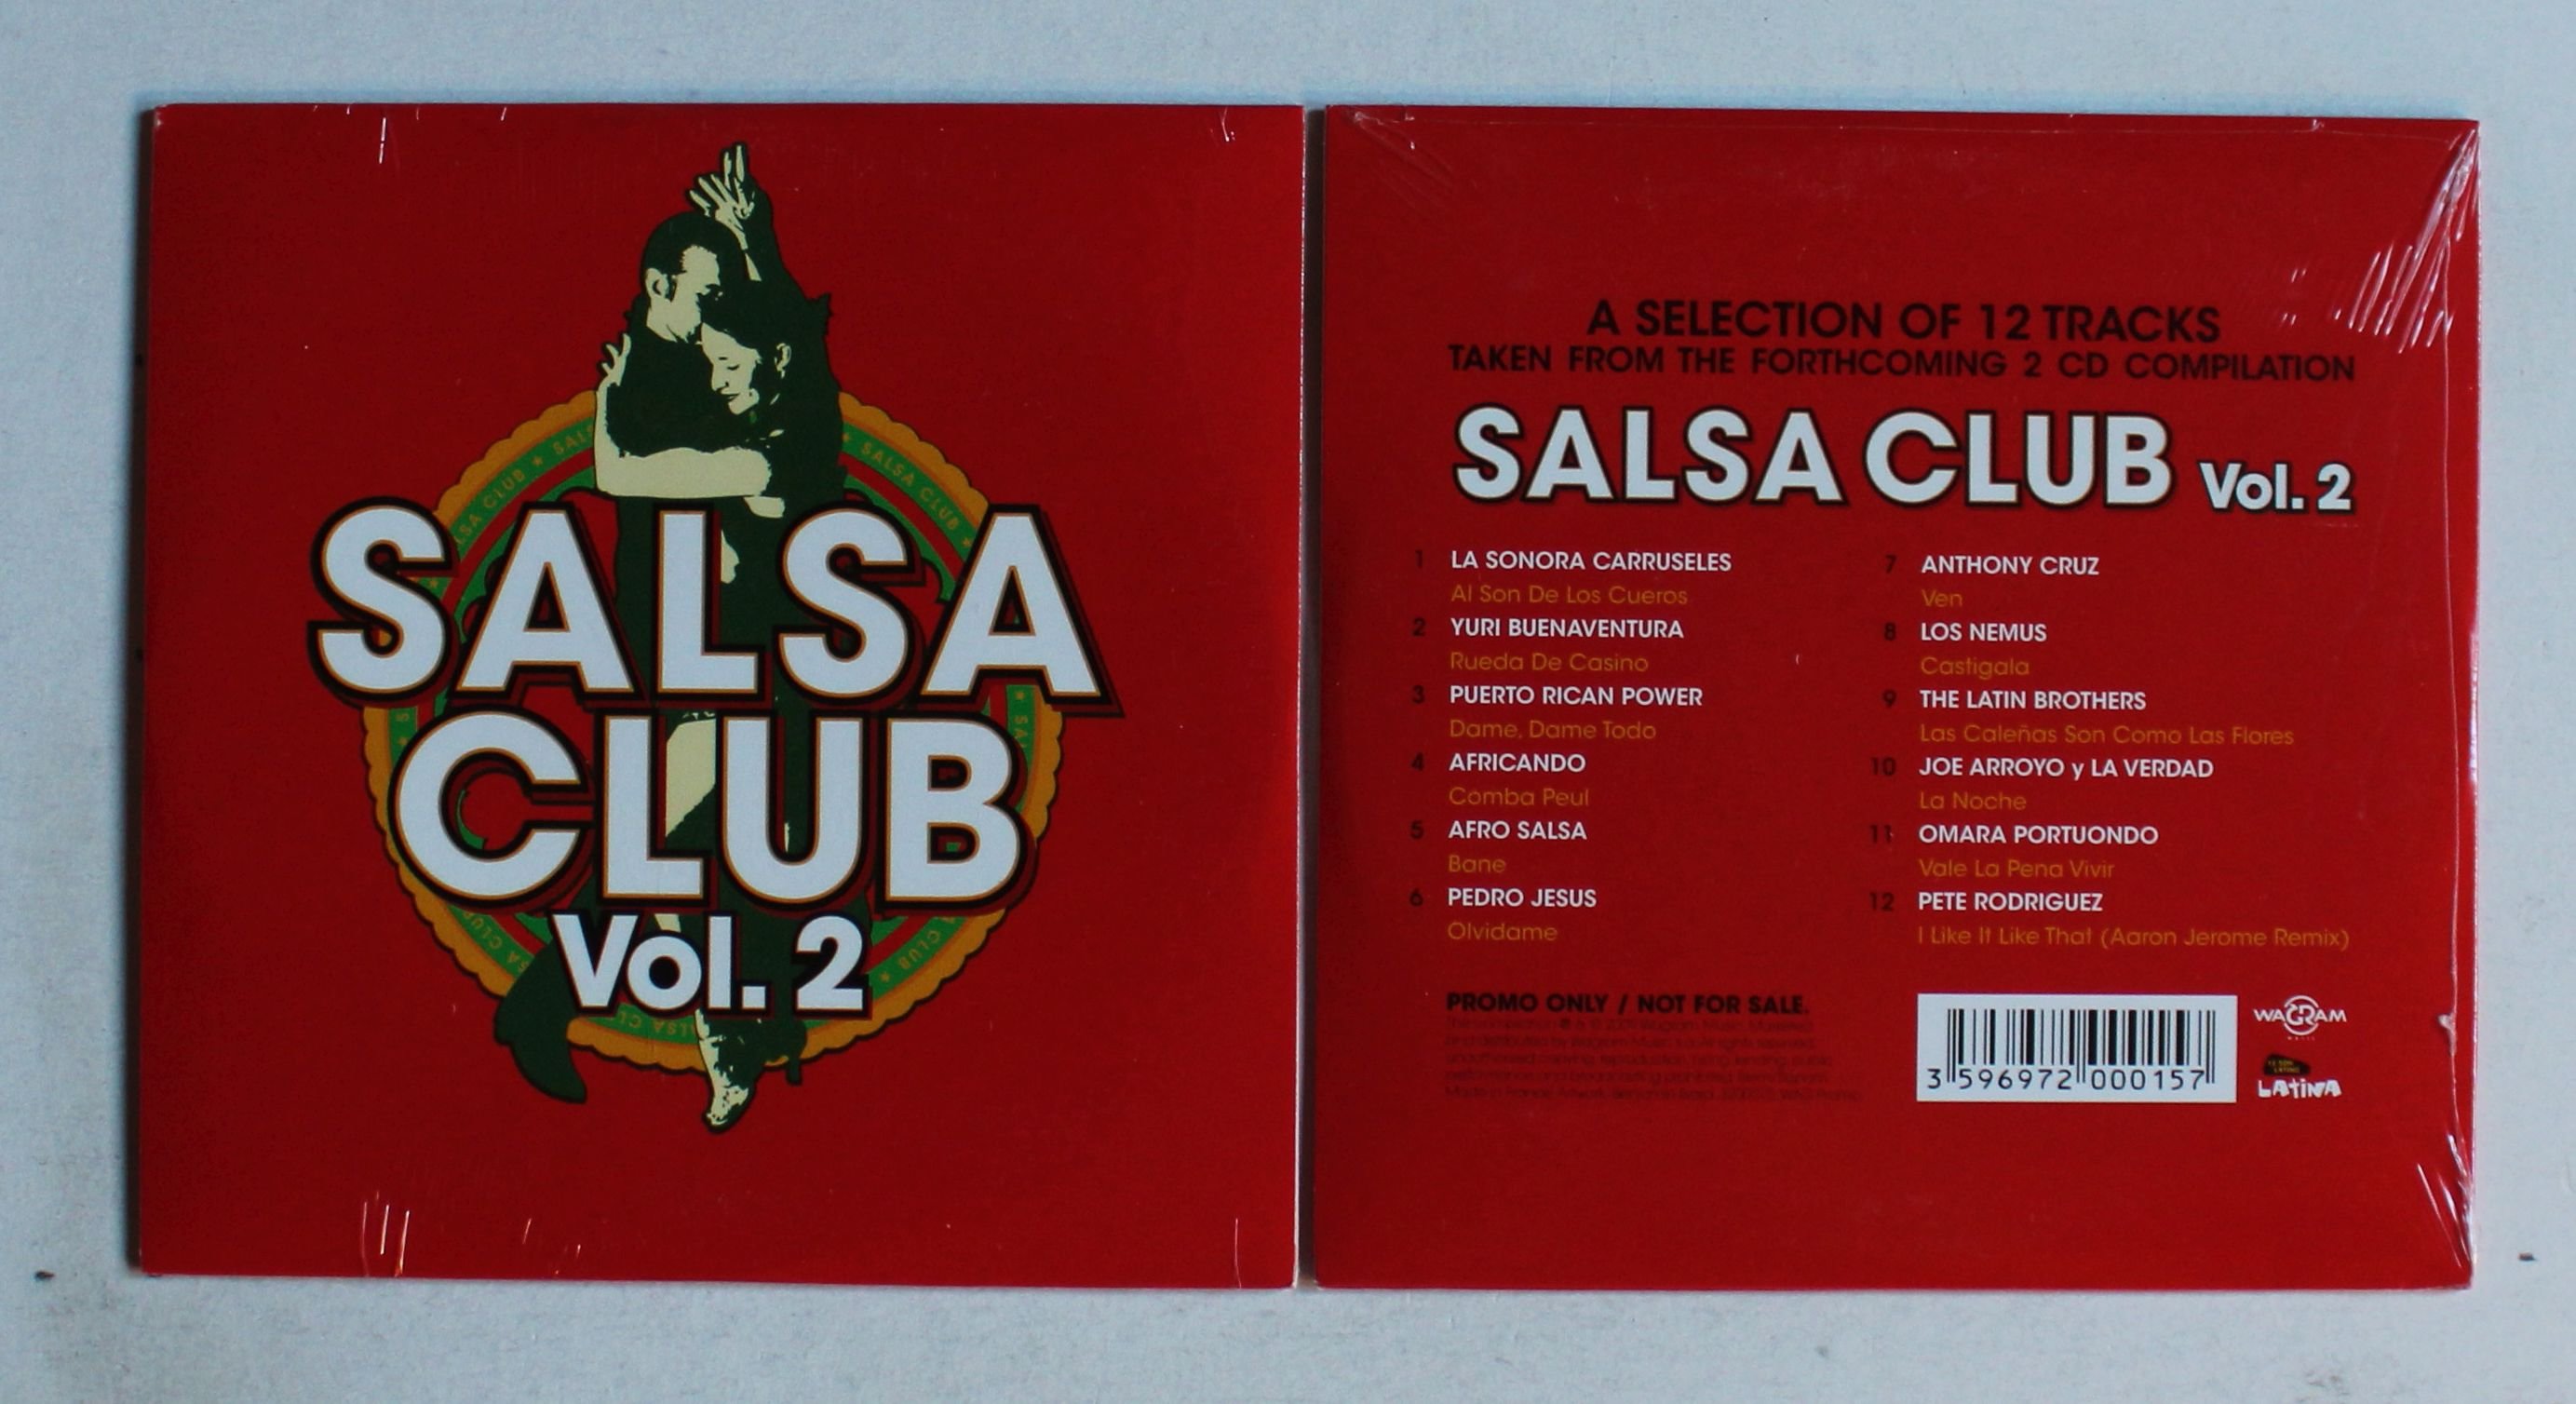 SALSA
CLUB
Vol. 2
SALSA CLUB ★ SALSA CLUB ★
A SELECTION OF 12 TRACKS
TAKEN FROM THE FORTHCOMING 2 CD COMPILATION
SALSA CLUB Vol. 2
1 LA SONORA CARRUSELES
Al Son De Los Cueros
2 YURI BUENAVENTURA
Rueda De Casino
3 PUERTO RICAN POWER
Dame, Dame Todo
4 AFRICANDO
Comba Peul
5 AFRO SALSA
Bane
6 PEDRO JESUS
Olvidame
7 ANTHONY CRUZ
Ven
8 LOS NEMUS
Castigala
9 THE LATIN BROTHERS
Las Caleñas Son Como Las Flores
10 JOE ARROYO y LA VERDAD
La Noche
11 OMARA PORTUONDO
Vale La Pena Vivir
12 PETE RODRIGUEZ
I Like It Like That (Aaron Jerome Remix)
PROMO ONLY / NOT FOR SALE.
3 596972 000157
WAGRAM
LATINA